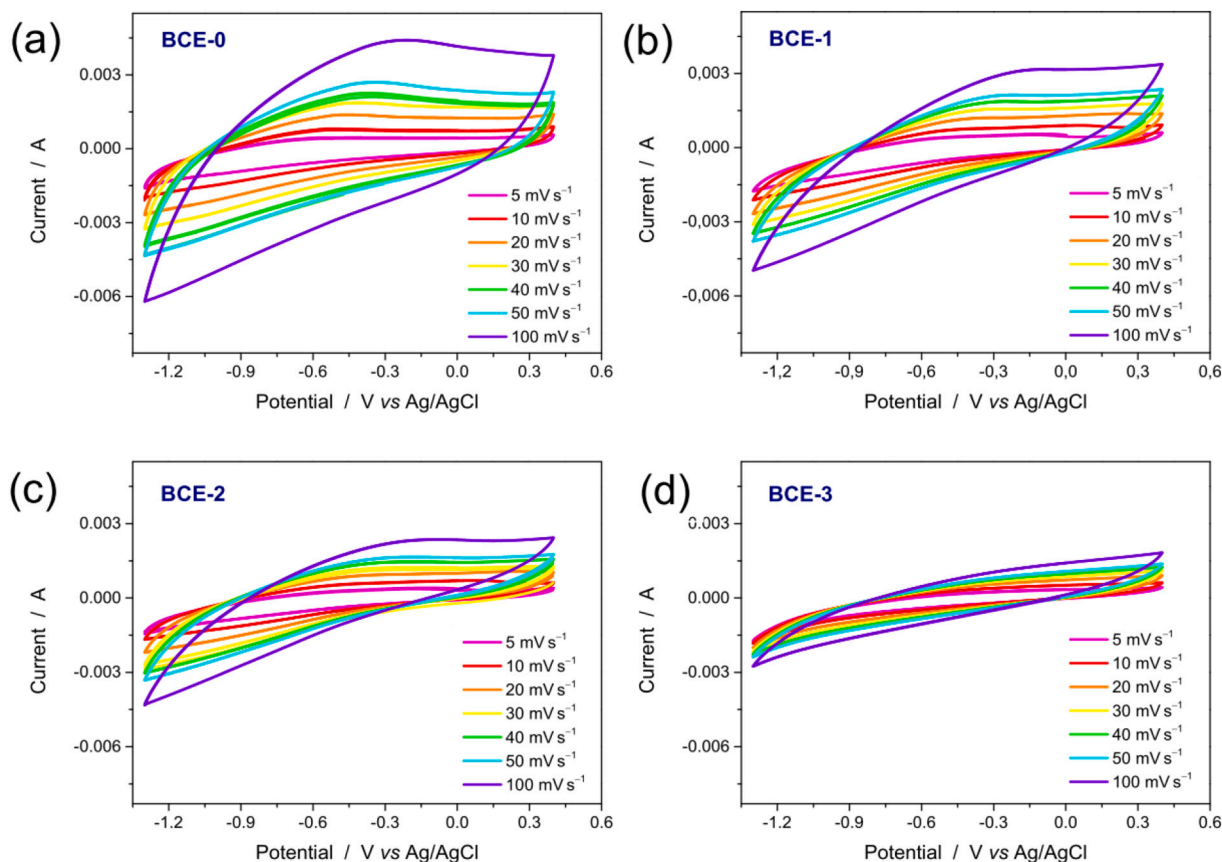 (a)
BCE-0
0.003
0.000
-0.003
-0.006
Current / A
5 mV s⁻¹
10 mV s⁻¹
20 mV s⁻¹
30 mV s⁻¹
40 mV s⁻¹
50 mV s⁻¹
100 mV s⁻¹
-1.2 -0.9 -0.6 -0.3 0.0 0.3 0.6
Potential / V vs Ag/AgCl
(b)
BCE-1
0,003
0,000
-0,003
-0,006
Current / A
5 mV s⁻¹
10 mV s⁻¹
20 mV s⁻¹
30 mV s⁻¹
40 mV s⁻¹
50 mV s⁻¹
100 mV s⁻¹
-1,2 -0,9 -0,6 -0,3 0,0 0,3 0,6
Potential / V vs Ag/AgCl
(c)
BCE-2
0.003
0.000
-0.003
-0.006
Current / A
5 mV s⁻¹
10 mV s⁻¹
20 mV s⁻¹
30 mV s⁻¹
40 mV s⁻¹
50 mV s⁻¹
100 mV s⁻¹
-1.2 -0.9 -0.6 -0.3 0.0 0.3 0.6
Potential / V vs Ag/AgCl
(d)
BCE-3
0.003
0.000
-0.003
-0.006
Current / A
5 mV s⁻¹
10 mV s⁻¹
20 mV s⁻¹
30 mV s⁻¹
40 mV s⁻¹
50 mV s⁻¹
100 mV s⁻¹
-1.2 -0.9 -0.6 -0.3 0.0 0.3 0.6
Potential / V vs Ag/AgCl